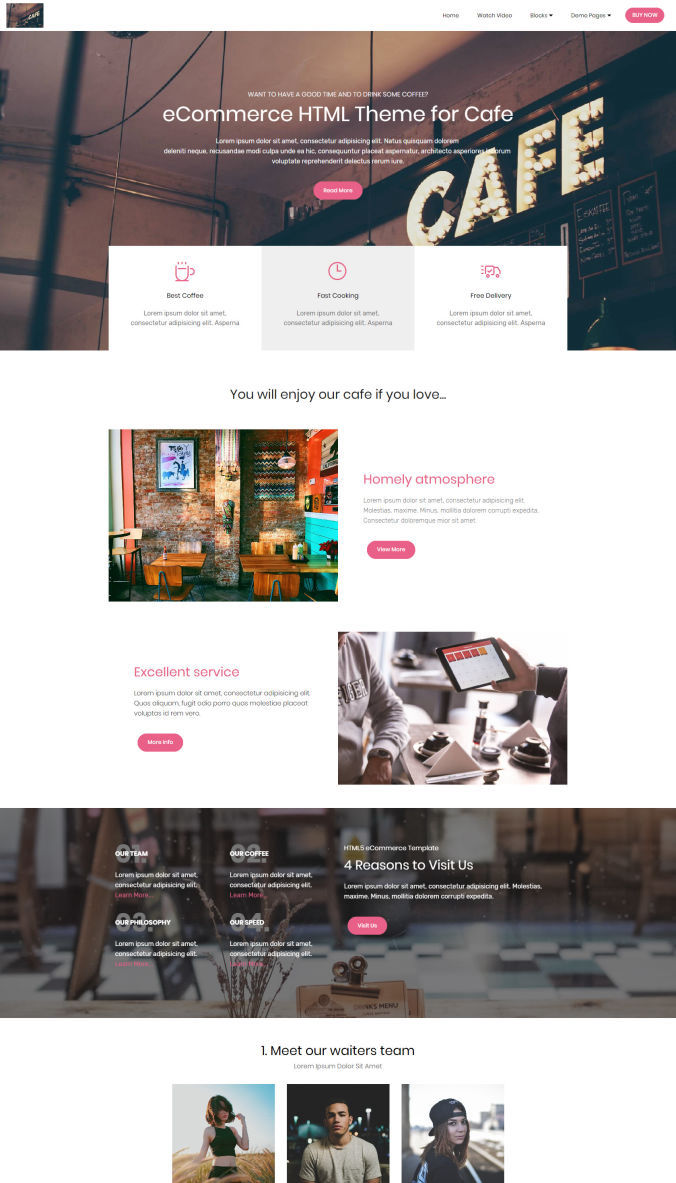 Home Watch Video Blocks Demo Pages BUY NOW
WANT TO HAVE A GOOD TIME AND TO DRINK SOME COFFEE?
eCommerce HTML Theme for Cafe
Lorem ipsum dolor sit amet, consectetur adipisicing elit. Natus quisquam dolorem
deleniti neque, recusandae modi culpa unde ea hic, consequuntur placeat aspernatur, architecto asperiores laborum
voluptate reprehenderit delectus rerum iure.
Read More
CAFE
Best Coffee
Lorem ipsum dolor sit amet,
consectetur adipisicing elit. Asperna
Fast Cooking
Lorem ipsum dolor sit amet,
consectetur adipisicing elit. Asperna
Free Delivery
Lorem ipsum dolor sit amet,
consectetur adipisicing elit. Asperna
You will enjoy our cafe if you love...
Homely atmosphere
Lorem ipsum dolor sit amet, consectetur adipisicing elit.
Molestias, maxime. Minus, mollitia dolorem corrupti expedita.
Consectetur doloremque mior sit amet
View More
Excellent service
Lorem ipsum dolor sit amet, consectetur adipisicing elit.
Quos aliquam, fugit odio porro quos molestiae placeat
voluptas id rem vero.
More Info
01.
OUR TEAM
Lorem ipsum dolor sit amet,
consectetur adipisicing elit.
Learn More...
02.
OUR COFFEE
Lorem ipsum dolor sit amet,
consectetur adipisicing elit.
Learn More...
03.
OUR PHILOSOPHY
Lorem ipsum dolor sit amet,
consectetur adipisicing elit.
Learn More...
04.
OUR SPEED
Lorem ipsum dolor sit amet,
consectetur adipisicing elit.
Learn More...
HTML5 eCommerce Template
4 Reasons to Visit Us
Lorem ipsum dolor sit amet, consectetur adipisicing elit. Molestias,
maxime. Minus, mollitia dolorem corrupti expedita.
Visit Us
DRINKS MENU
1. Meet our waiters team
Lorem Ipsum Dolor Sit Amet